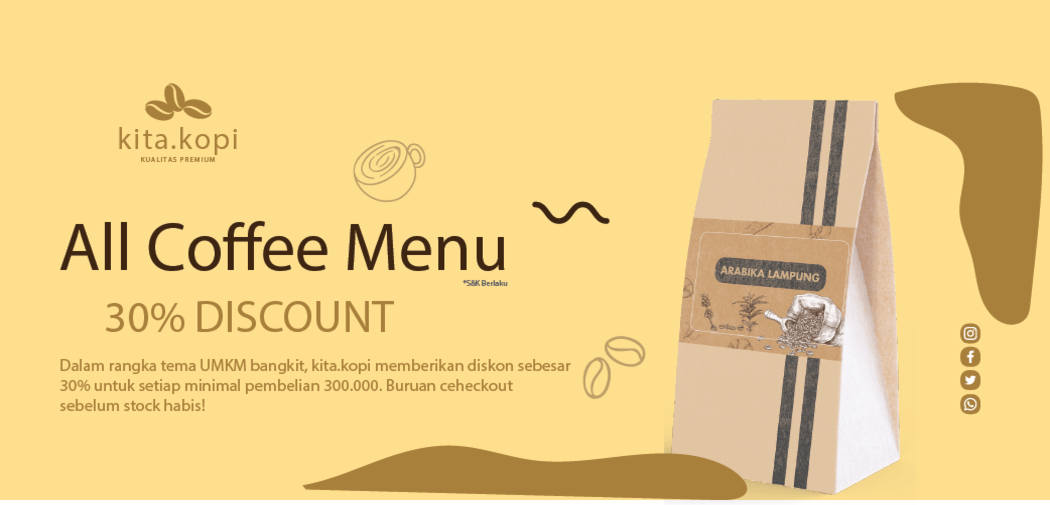 kita.kopi
KUALITAS PREMIUM
All Coffee Menu
*S&K Berlaku
30% DISCOUNT
Dalam rangka tema UMKM bangkit, kita.kopi memberikan diskon sebesar
30% untuk setiap minimal pembelian 300.000. Buruan ceheckout
sebelum stock habis!
ARABIKA LAMPUNG